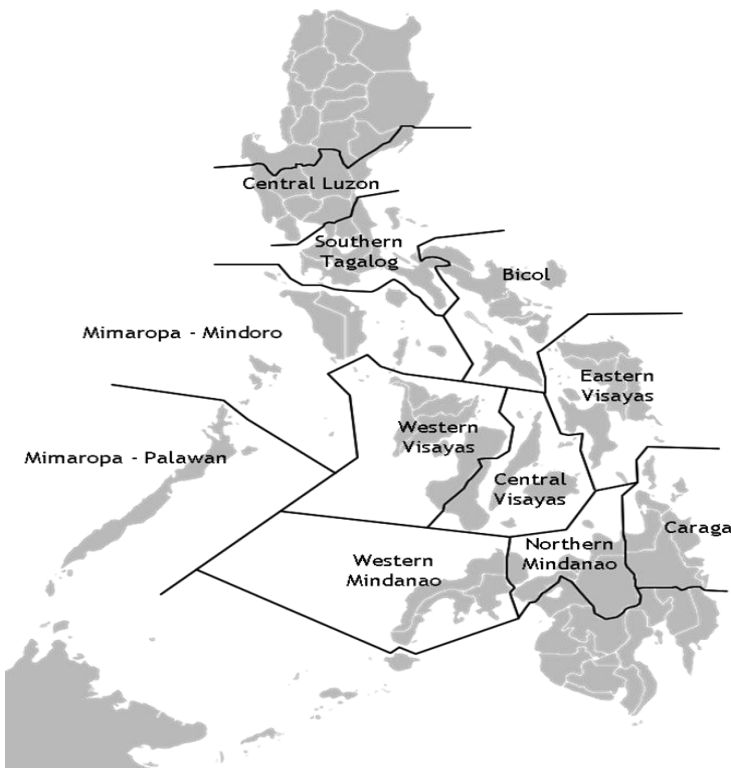 Central Luzon
Southern
Tagalog
Bicol
Mimaropa - Mindoro
Eastern
Visayas
Western
Visayas
Mimaropa - Palawan
Central
Visayas
Caraga
Northern
Mindanao
Western
Mindanao